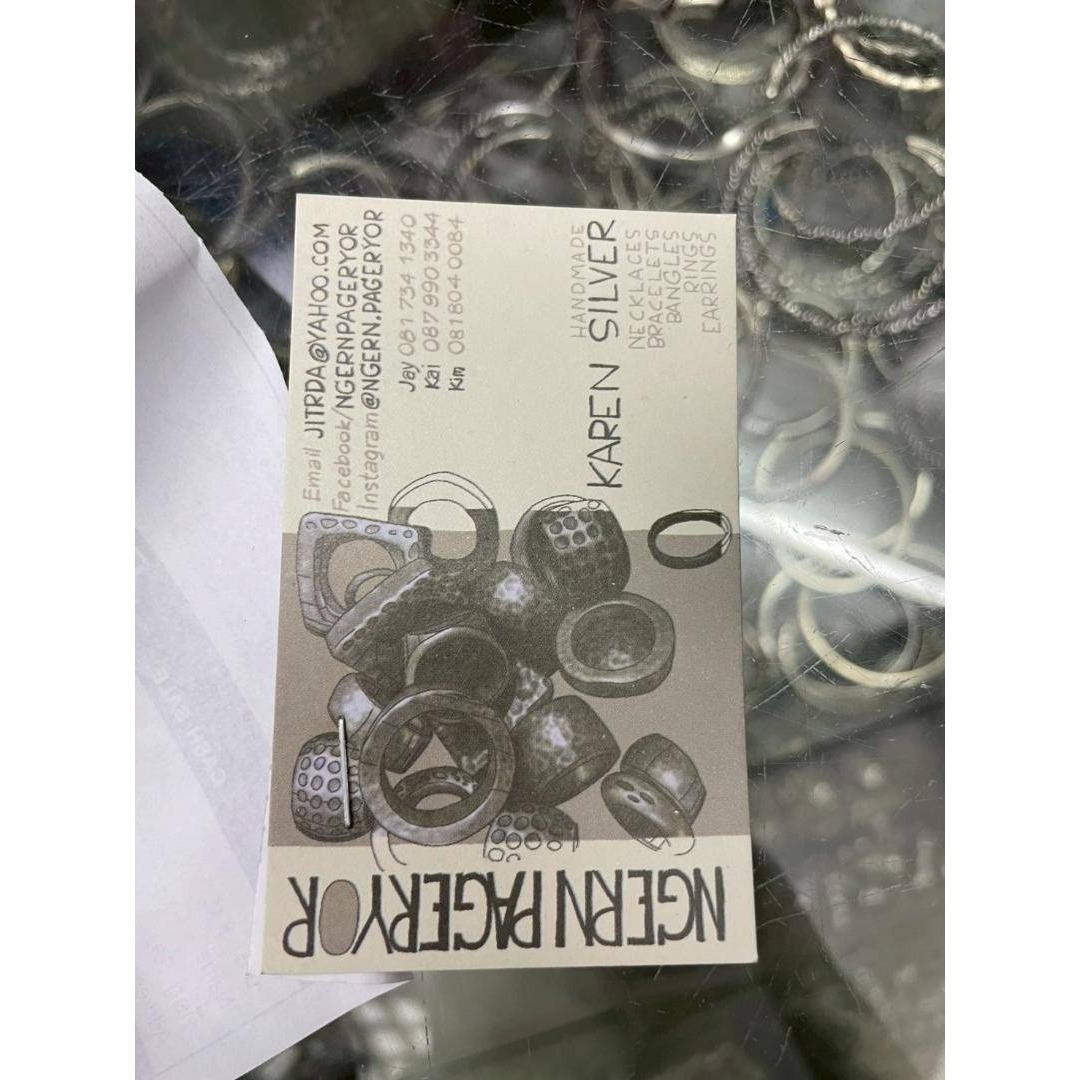 NGERN PAGERYOR
HANDMADE
KAREN SILVER
NECKLACES
BRACELETS
BANGLES
RINGS
EARRINGS
Jay 081 734 1340
Kai 087 990 3344
Kim 081 804 0084
Email JITRDA@YAHOO.COM
Facebook/NGERNPAGERYOR
Instagram@NGERN.PAGERYOR